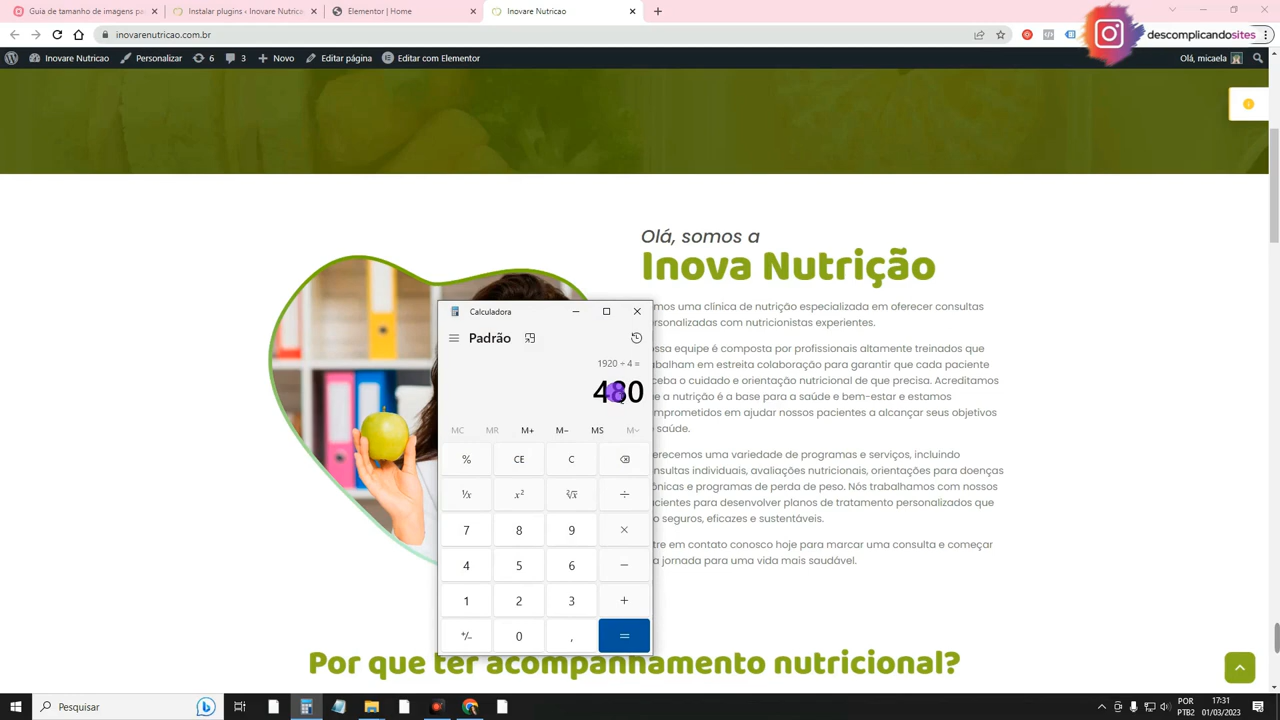 Guia de tamanho de imagens pa
Instalar plugins ‹ Inovare Nutricao
Elementor | Home
Inovare Nutricao
inovarenutricao.com.br
descomplicandosites
Inovare Nutricao
Personalizar
6
3
Novo
Editar página
Editar com Elementor
Olá, micaela
Olá, somos a
Inova Nutrição
mos uma clínica de nutrição especializada em oferecer consultas
ersonalizadas com nutricionistas experientes.
ossa equipe é composta por profissionais altamente treinados que
abalham em estreita colaboração para garantir que cada paciente
ceba o cuidado e orientação nutricional de que precisa. Acreditamos
e a nutrição é a base para a saúde e bem-estar e estamos
mprometidos em ajudar nossos pacientes a alcançar seus objetivos
saúde.
erecemos uma variedade de programas e serviços, incluindo
nsultas individuais, avaliações nutricionais, orientações para doenças
ônicas e programas de perda de peso. Nós trabalhamos com nossos
cientes para desenvolver planos de tratamento personalizados que
o seguros, eficazes e sustentáveis.
tre em contato conosco hoje para marcar uma consulta e começar
a jornada para uma vida mais saudável.
Calculadora
Padrão
1920 ÷ 4 =
480
MC MR M+ M− MS M˅
% CE C
¹/x x² ²√x ÷
7 8 9 ×
4 5 6 −
1 2 3 +
+/− 0 , =
Por que ter acompanhamento nutricional?
Pesquisar
POR
PTB2
17:31
01/03/2023